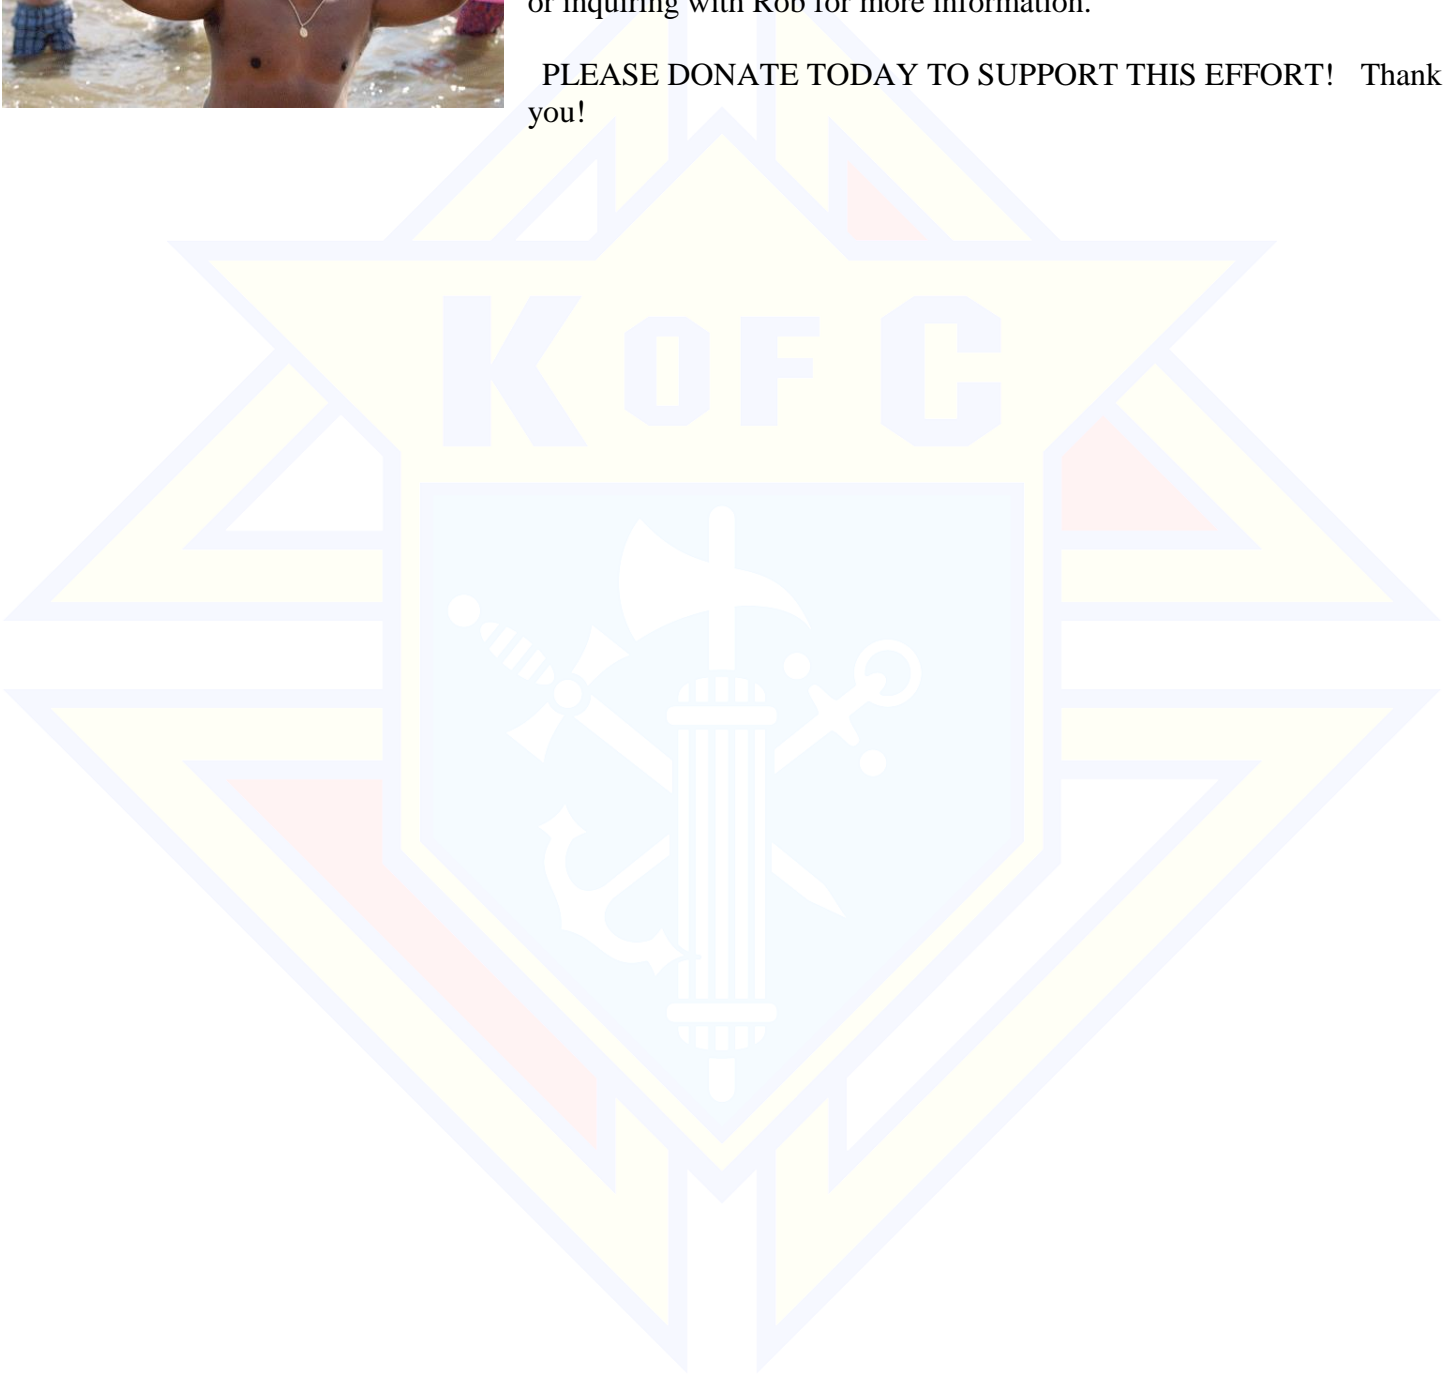 or inquiring with Rob for more information.
PLEASE DONATE TODAY TO SUPPORT THIS EFFORT! Thank
you!
K OF C